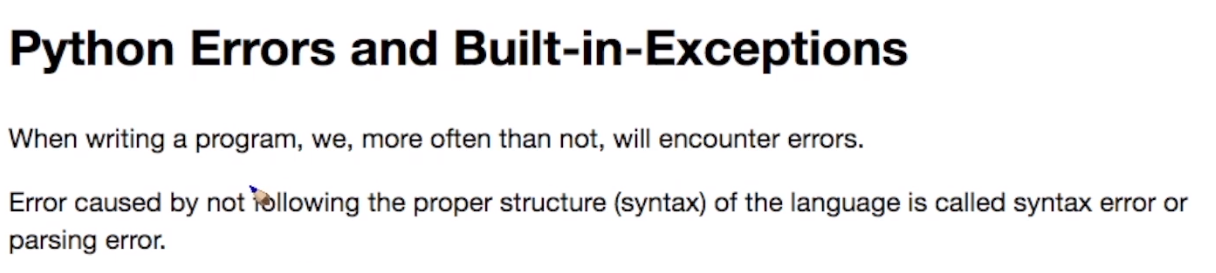 Python Errors and Built-in-Exceptions
When writing a program, we, more often than not, will encounter errors.
Error caused by not following the proper structure (syntax) of the language is called syntax error or
parsing error.